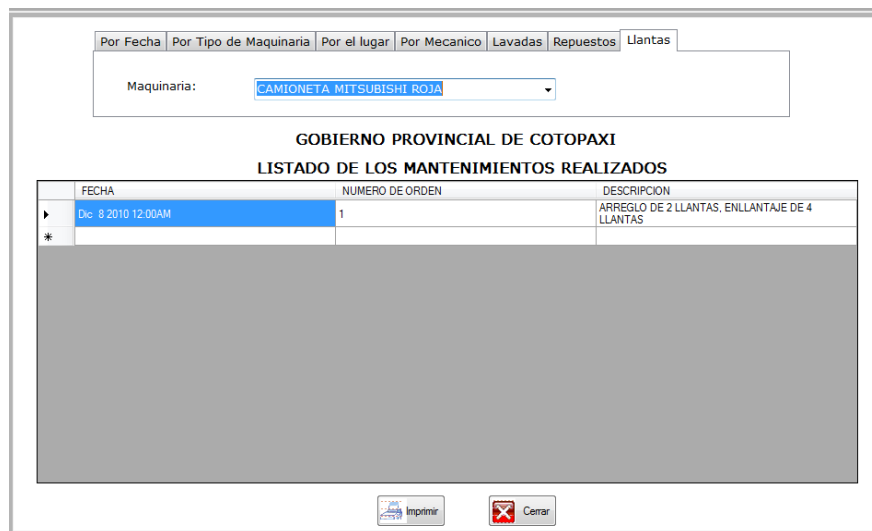 Por Fecha Por Tipo de Maquinaria Por el lugar Por Mecanico Lavadas Repuestos Llantas
Maquinaria: CAMIONETA MITSUBISHI ROJA
GOBIERNO PROVINCIAL DE COTOPAXI
LISTADO DE LOS MANTENIMIENTOS REALIZADOS
FECHA NUMERO DE ORDEN DESCRIPCION
Dic 8 2010 12:00AM 1 ARREGLO DE 2 LLANTAS, ENLLANTAJE DE 4
LLANTAS
Imprimir Cerrar